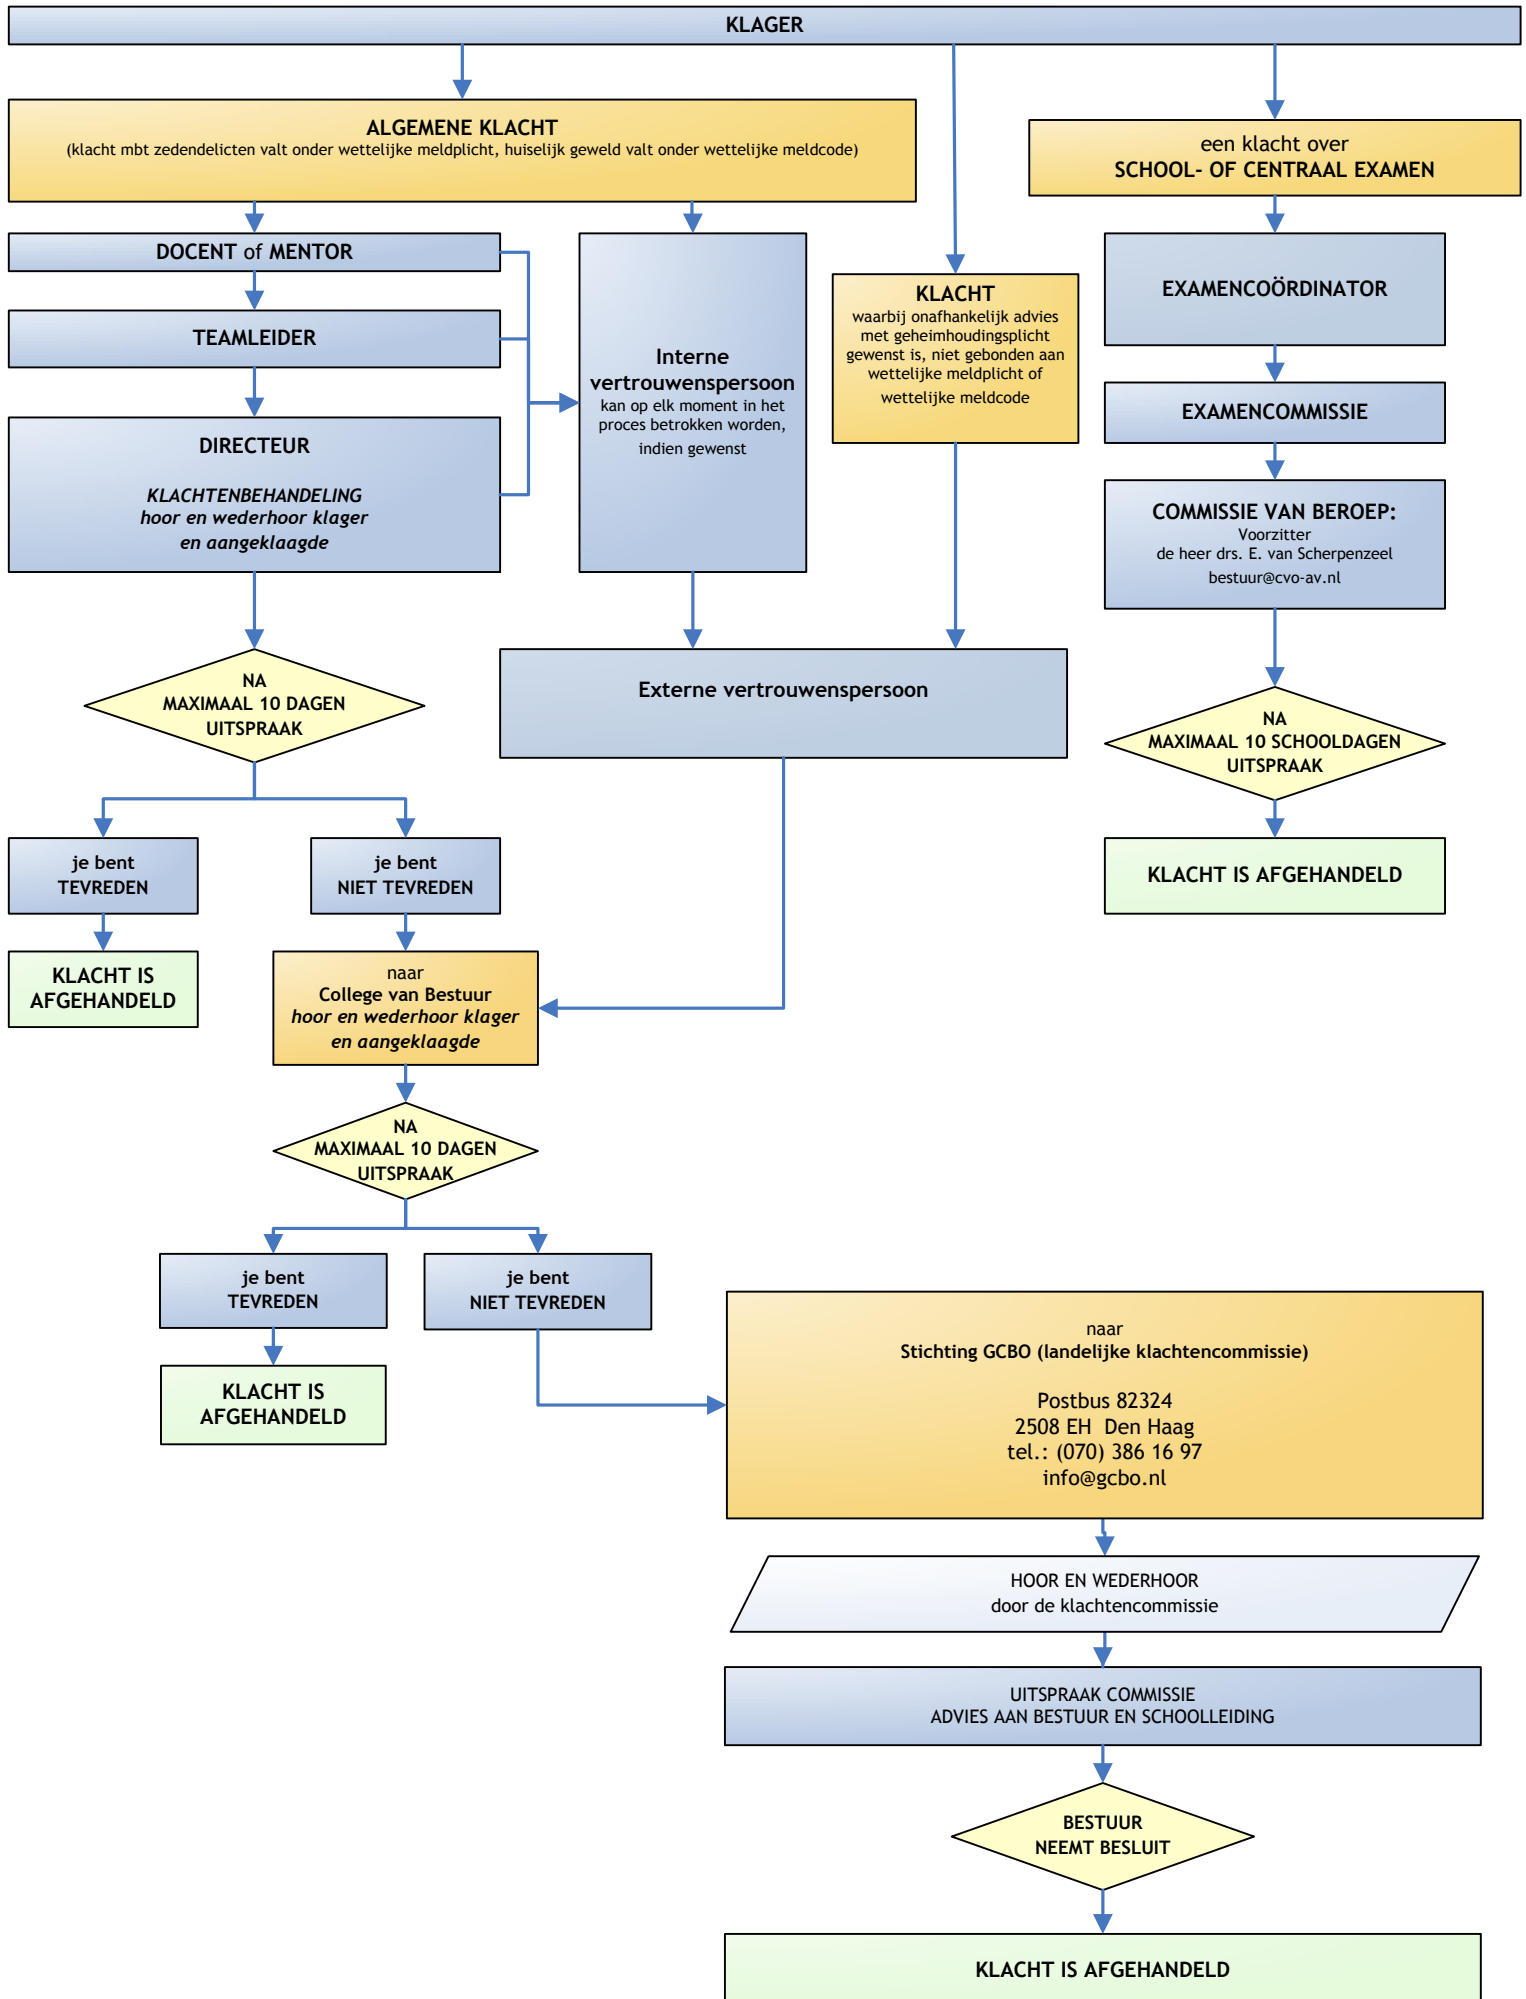 KLAGER
ALGEMENE KLACHT
(klacht mbt zedendelicten valt onder wettelijke meldplicht, huiselijk geweld valt onder wettelijke meldcode)
een klacht over
SCHOOL- OF CENTRAAL EXAMEN
DOCENT of MENTOR
TEAMLEIDER
DIRECTEUR
KLACHTENBEHANDELING
hoor en wederhoor klager
en aangeklaagde
Interne
vertrouwenspersoon
kan op elk moment in het
proces betrokken worden,
indien gewenst
KLACHT
waarbij onafhankelijk advies
met geheimhoudingsplicht
gewenst is, niet gebonden aan
wettelijke meldplicht of
wettelijke meldcode
EXAMENCOÖRDINATOR
EXAMENCOMMISSIE
COMMISSIE VAN BEROEP:
Voorzitter
de heer drs. E. van Scherpenzeel
bestuur@cvo-av.nl
NA
MAXIMAAL 10 DAGEN
UITSPRAAK
Externe vertrouwenspersoon
NA
MAXIMAAL 10 SCHOOLDAGEN
UITSPRAAK
je bent
TEVREDEN
je bent
NIET TEVREDEN
KLACHT IS AFGEHANDELD
KLACHT IS
AFGEHANDELD
naar
College van Bestuur
hoor en wederhoor klager
en aangeklaagde
NA
MAXIMAAL 10 DAGEN
UITSPRAAK
je bent
TEVREDEN
je bent
NIET TEVREDEN
KLACHT IS
AFGEHANDELD
naar
Stichting GCBO (landelijke klachtencommissie)
Postbus 82324
2508 EH  Den Haag
tel.: (070) 386 16 97
info@gcbo.nl
HOOR EN WEDERHOOR
door de klachtencommissie
UITSPRAAK COMMISSIE
ADVIES AAN BESTUUR EN SCHOOLLEIDING
BESTUUR
NEEMT BESLUIT
KLACHT IS AFGEHANDELD